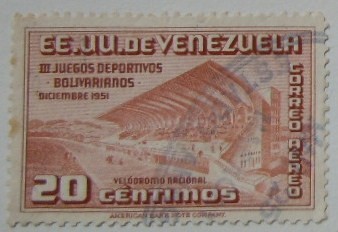 EE.UU.DE VENEZUELA
III JUEGOS DEPORTIVOS
BOLIVARIANOS
DICIEMBRE 1951
CORREO AEREO
VELODROMO NACIONAL
20 CENTIMOS
AMERICAN BANK NOTE COMPANY